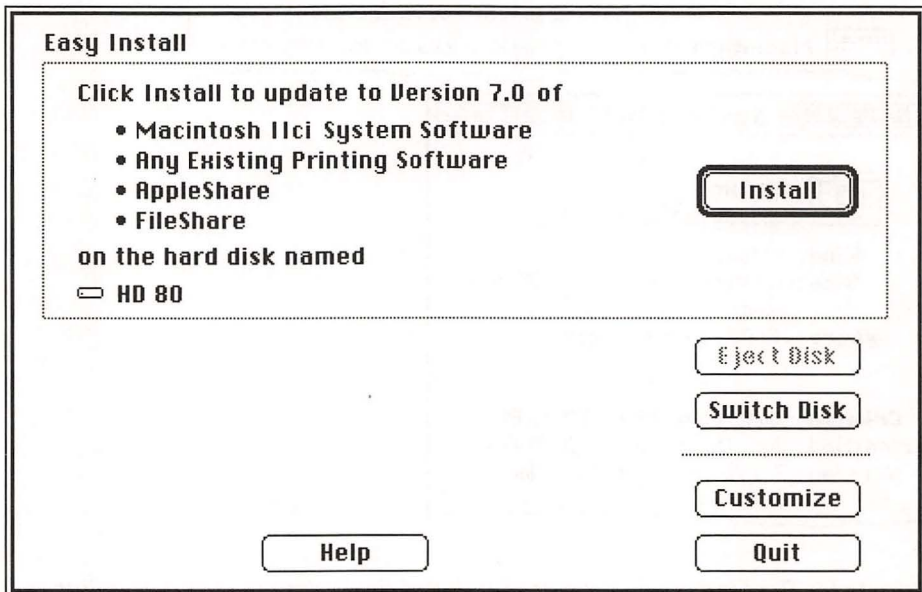 Easy Install
Click Install to update to Version 7.0 of
• Macintosh IIci System Software
• Any Existing Printing Software
• AppleShare
• FileShare
on the hard disk named
HD 80
Install
Eject Disk
Switch Disk
Customize
Help
Quit